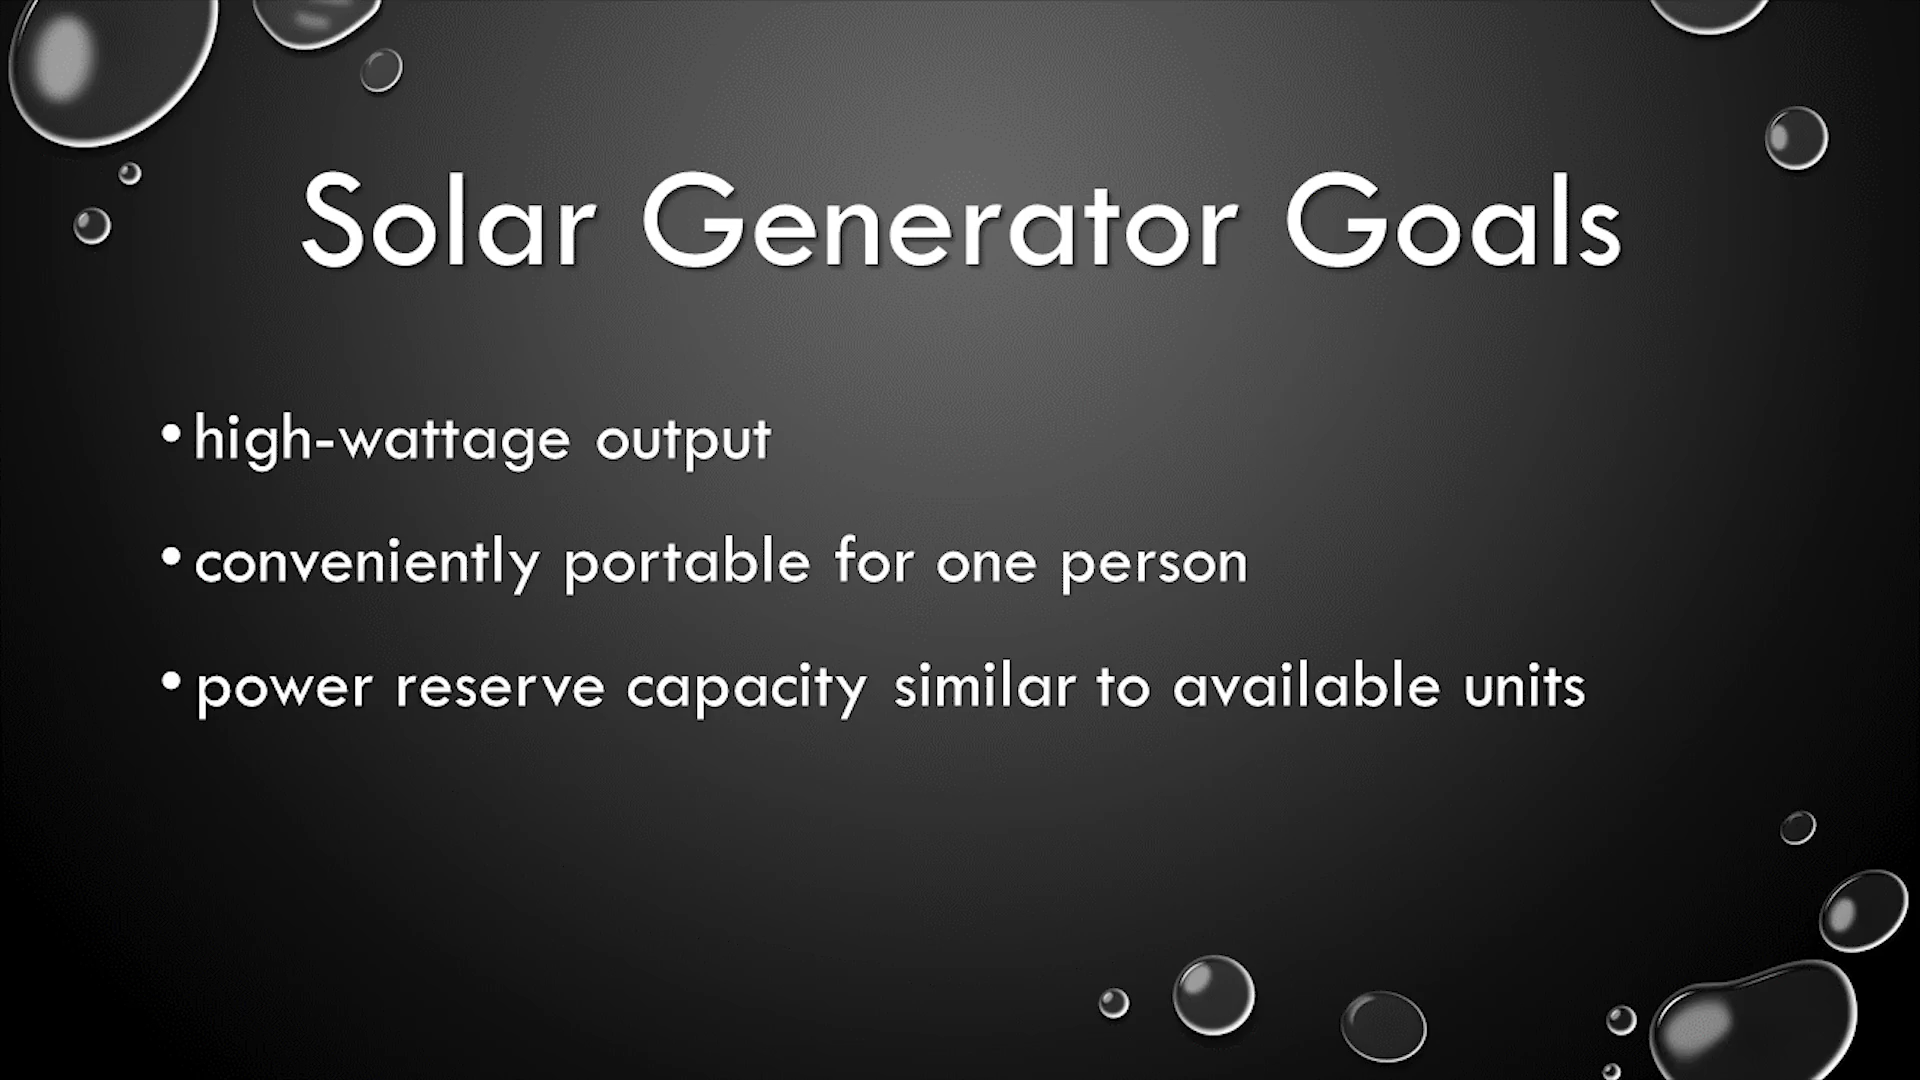 Solar Generator Goals
• high-wattage output
• conveniently portable for one person
• power reserve capacity similar to available units